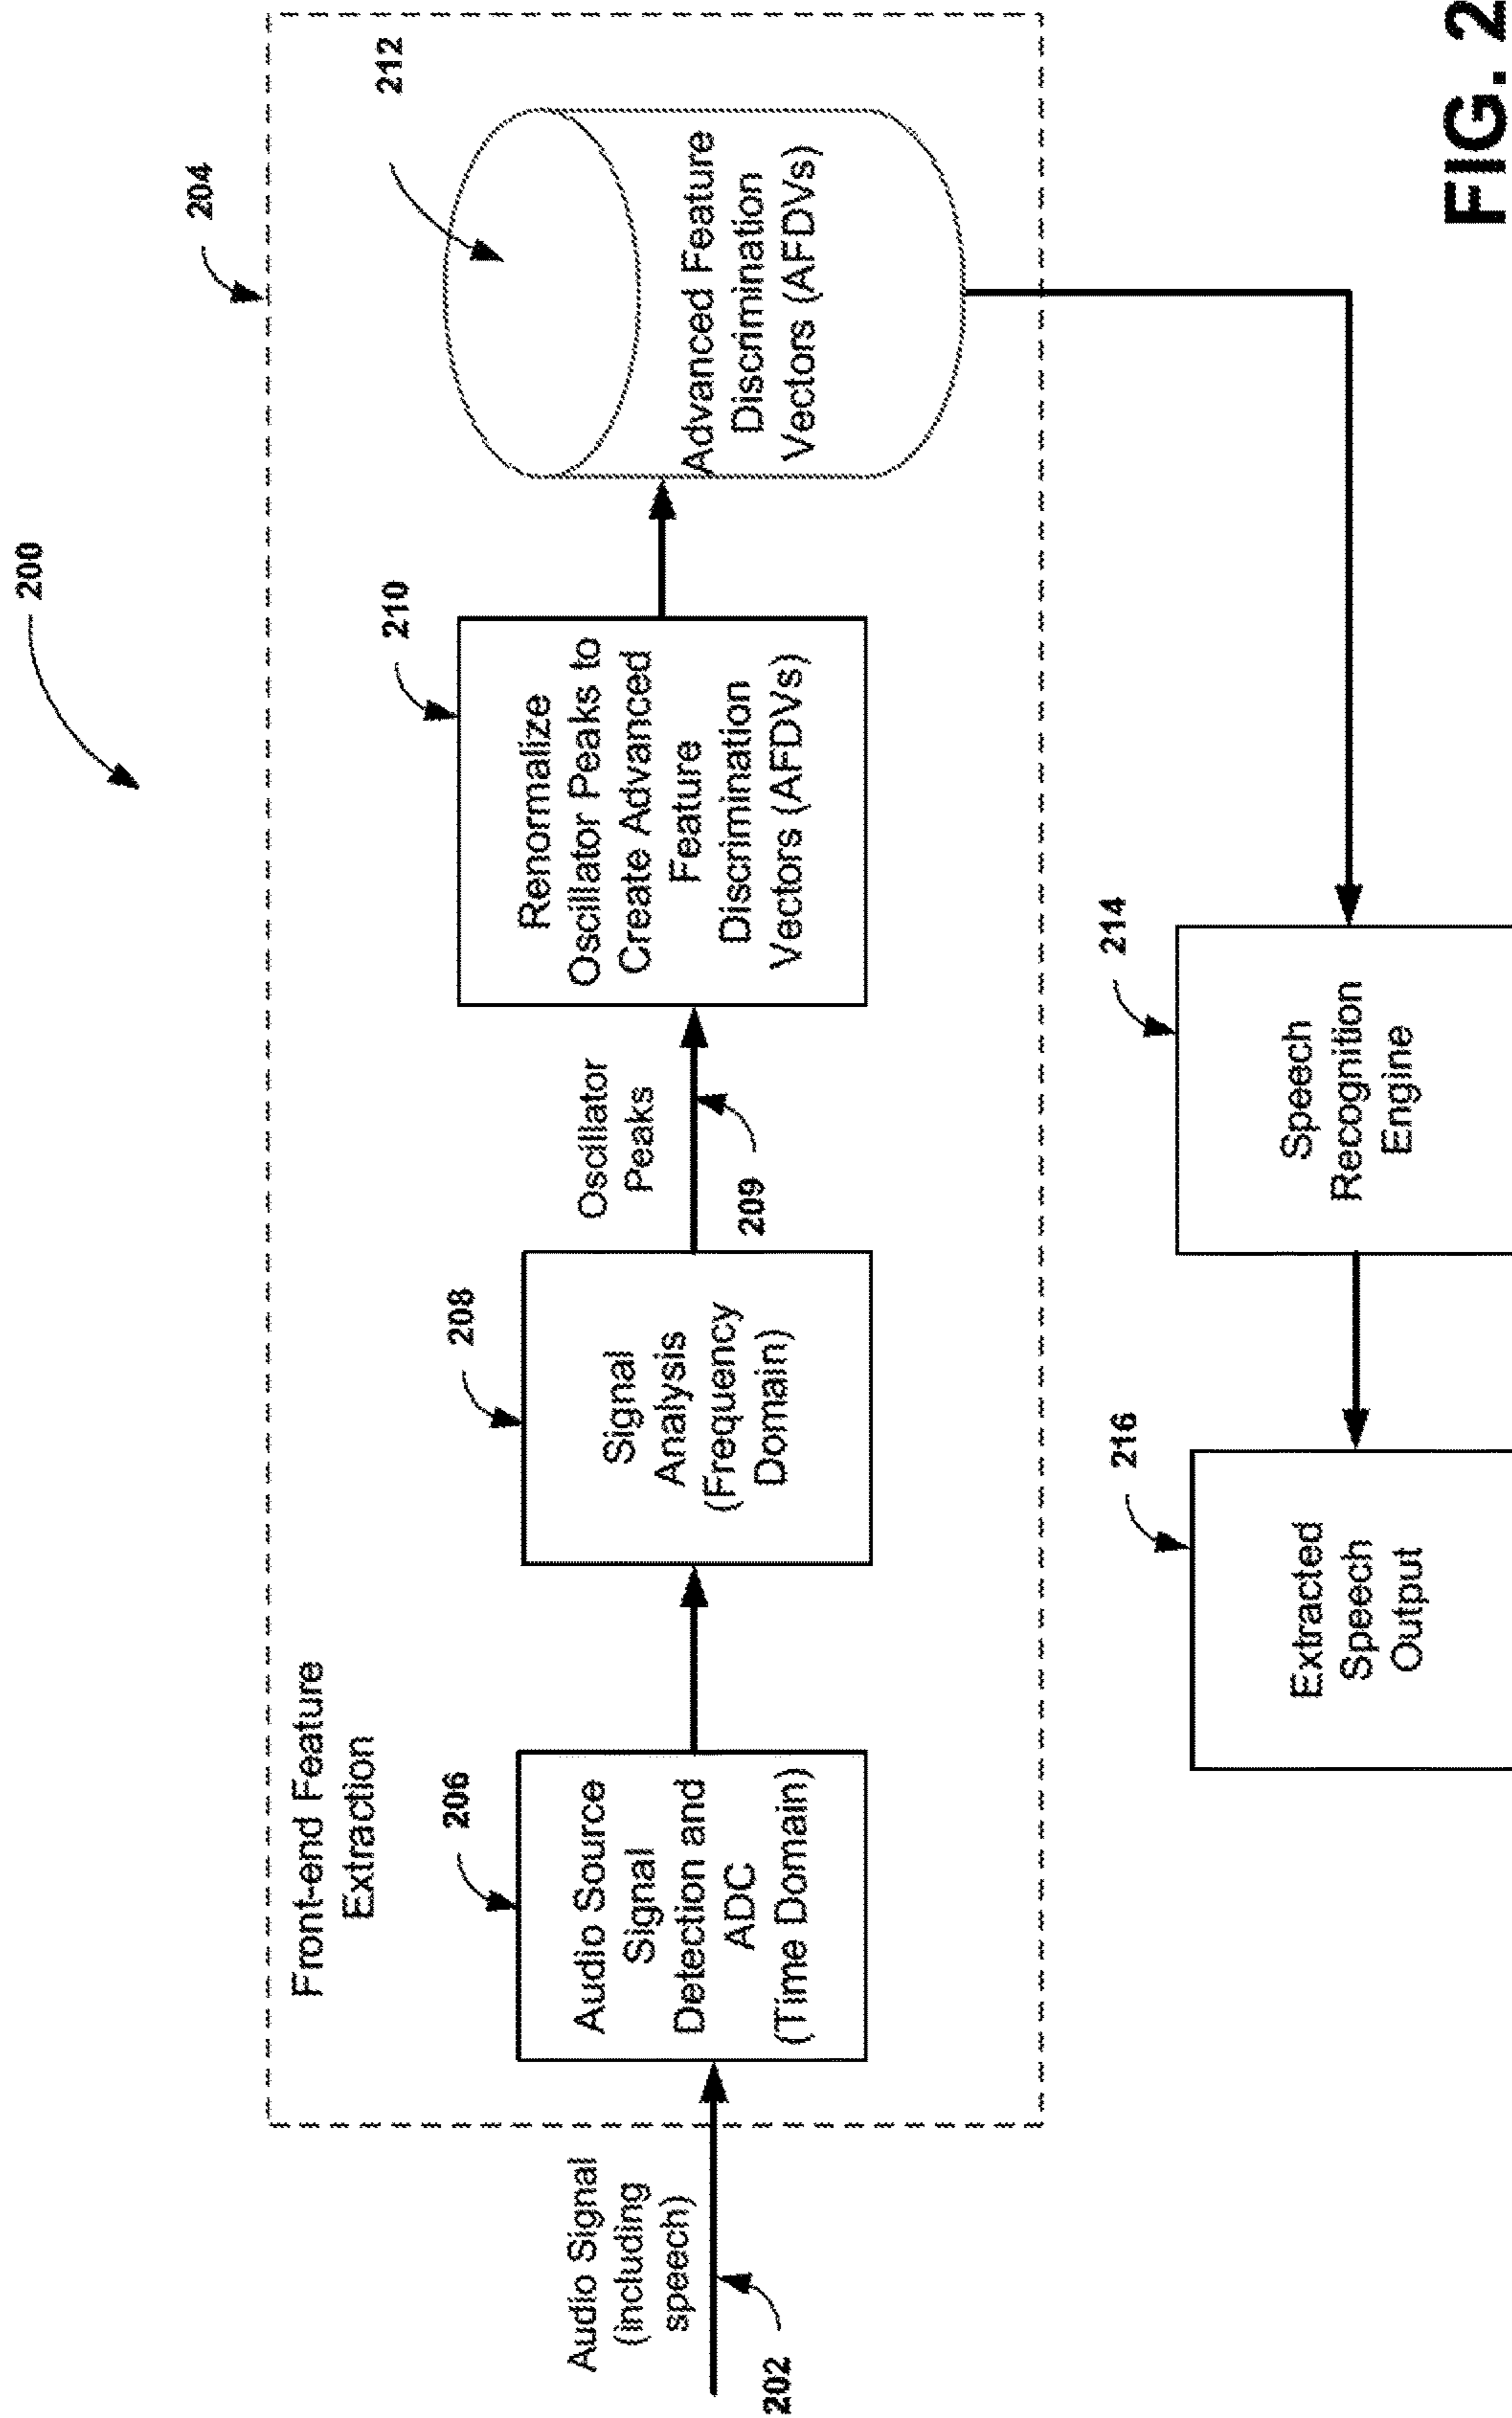 200
204
Front-end Feature
Extraction
212
210
208
206
Audio Signal
(including
speech)
202
Audio Source
Signal
Detection and
ADC
(Time Domain)
Signal
Analysis
(Frequency
Domain)
Oscillator
Peaks
209
Renormalize
Oscillator Peaks to
Create Advanced
Feature
Discrimination
Vectors (AFDVs)
Advanced Feature
Discrimination
Vectors (AFDVs)
216
Extracted
Speech
Output
214
Speech
Recognition
Engine
FIG. 2